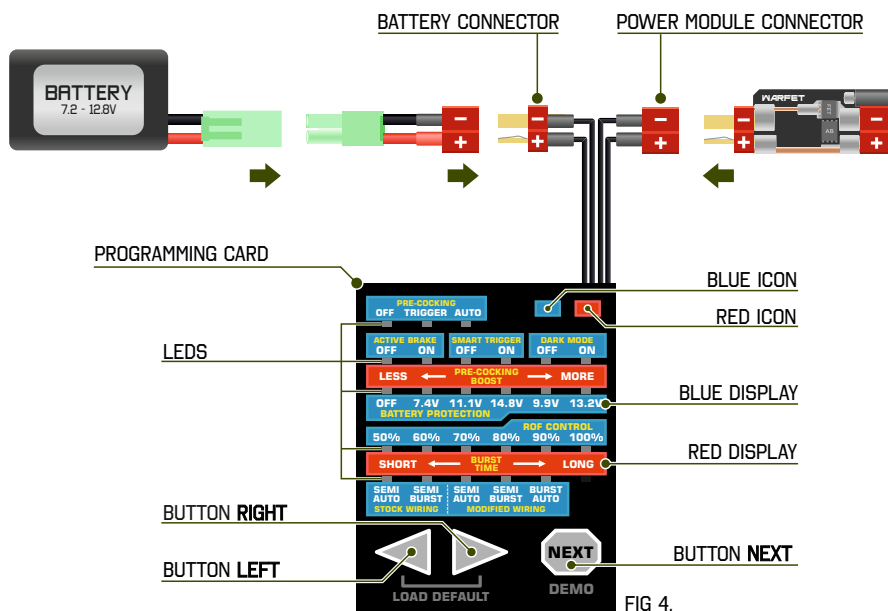 BATTERY CONNECTOR
POWER MODULE CONNECTOR
BATTERY
7.2 - 12.8V
WARFET
FET
AB
- - -
+ + +
PROGRAMMING CARD
BLUE ICON
RED ICON
LEDS
BLUE DISPLAY
RED DISPLAY
PRE-COCKING
OFF TRIGGER AUTO
ACTIVE BRAKE SMART TRIGGER DARK MODE
OFF ON OFF ON OFF ON
LESS PRE-COCKING BOOST MORE
OFF 7.4V 11.1V 14.8V 9.9V 13.2V
BATTERY PROTECTION
ROF CONTROL
50% 60% 70% 80% 90% 100%
SHORT BURST TIME LONG
SEMI SEMI SEMI SEMI BURST
AUTO BURST AUTO BURST AUTO
STOCK WIRING MODIFIED WIRING
BUTTON RIGHT
BUTTON LEFT
NEXT
BUTTON NEXT
LOAD DEFAULT
DEMO
FIG 4.